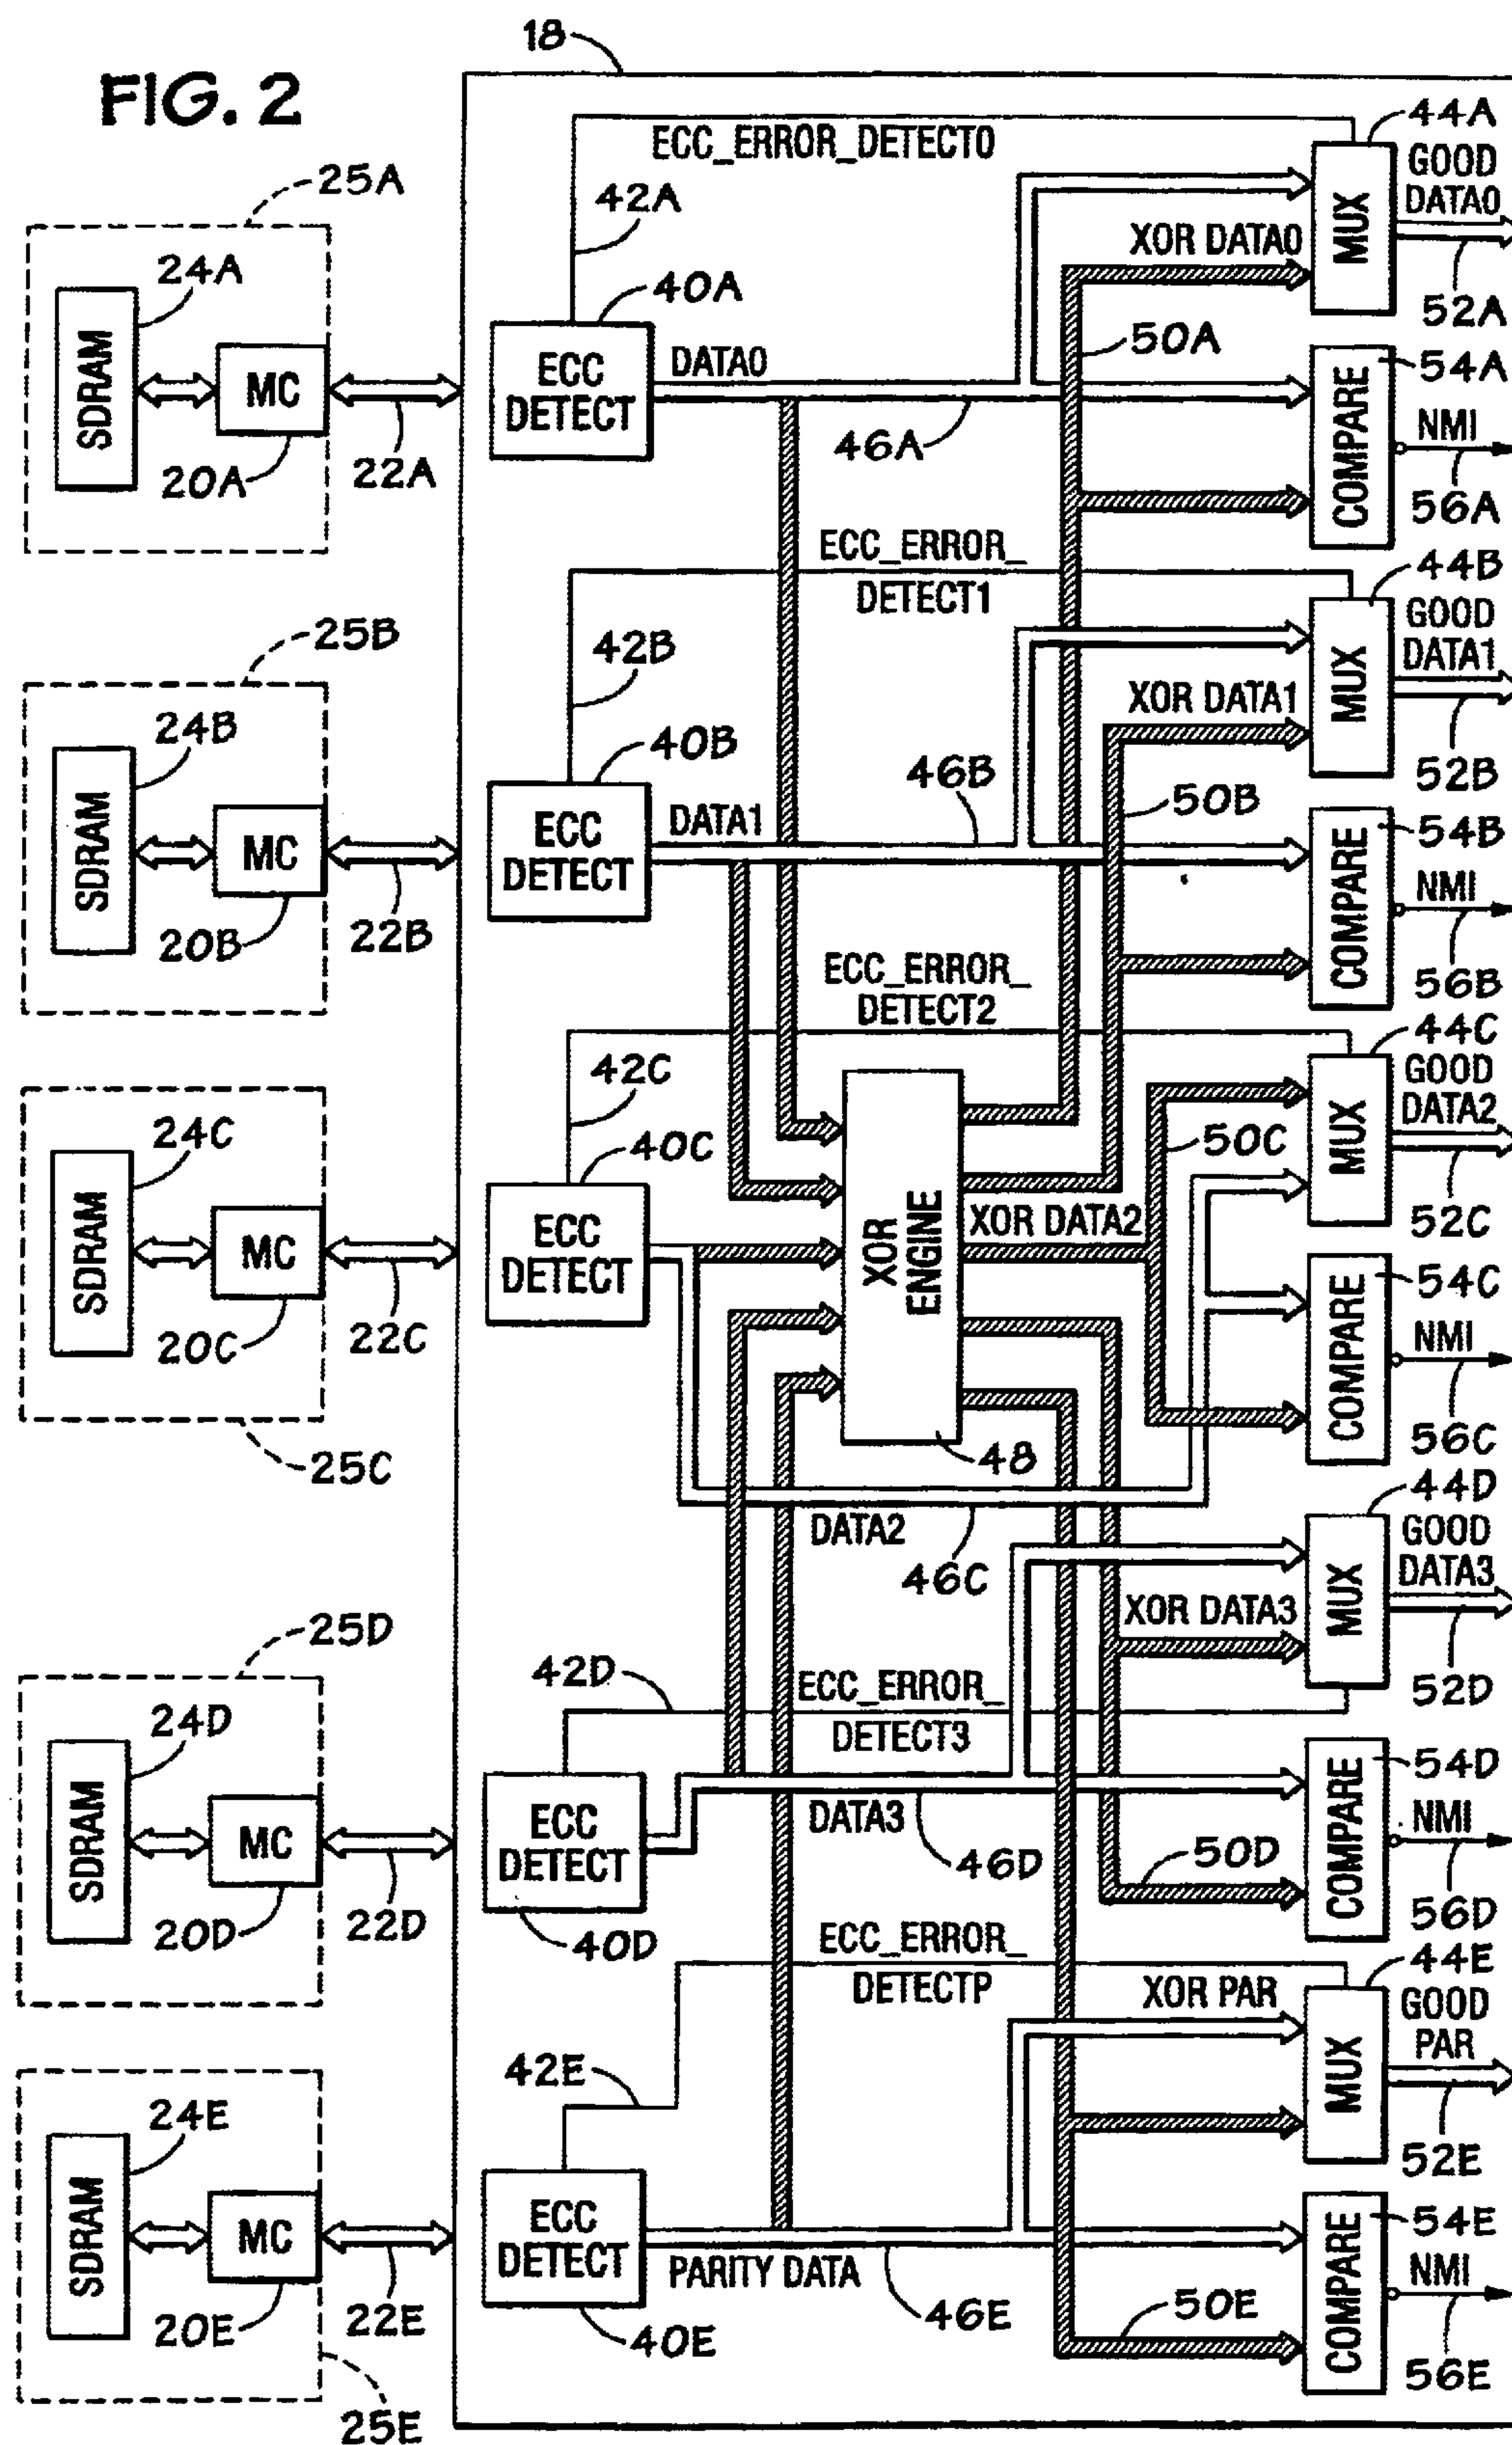 FIG. 2
18
25A
24A
SDRAM
MC
20A
22A
ECC_ERROR_DETECT0
42A
40A
ECC
DETECT
DATA0
46A
XOR DATA0
50A
44A
MUX
GOOD
DATA0
52A
54A
COMPARE
NMI
56A
25B
24B
SDRAM
MC
20B
22B
ECC_ERROR_
DETECT1
42B
40B
ECC
DETECT
DATA1
46B
XOR DATA1
50B
44B
MUX
GOOD
DATA1
52B
54B
COMPARE
NMI
56B
24C
SDRAM
MC
20C
22C
25C
ECC_ERROR_
DETECT2
42C
40C
ECC
DETECT
XOR
ENGINE
48
XOR DATA2
50C
DATA2
46C
44C
MUX
GOOD
DATA2
52C
54C
COMPARE
NMI
56C
25D
24D
SDRAM
MC
20D
22D
42D
ECC_ERROR_
DETECT3
ECC
DETECT
40D
DATA3
46D
XOR DATA3
50D
44D
MUX
GOOD
DATA3
52D
54D
COMPARE
NMI
56D
24E
SDRAM
MC
20E
22E
25E
ECC_ERROR_
DETECTP
42E
ECC
DETECT
40E
PARITY DATA
46E
XOR PAR
50E
44E
MUX
GOOD
PAR
52E
54E
COMPARE
NMI
56E